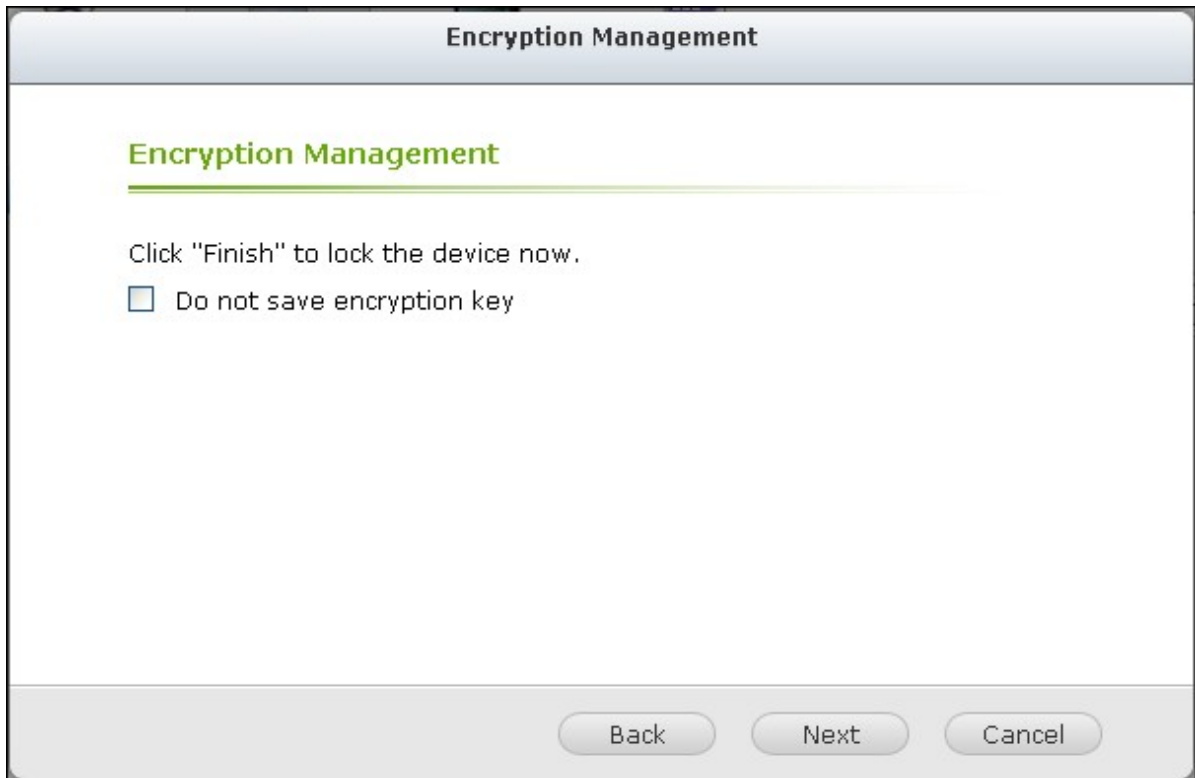 Encryption Management
Encryption Management
Click "Finish" to lock the device now.
Do not save encryption key
Back Next Cancel